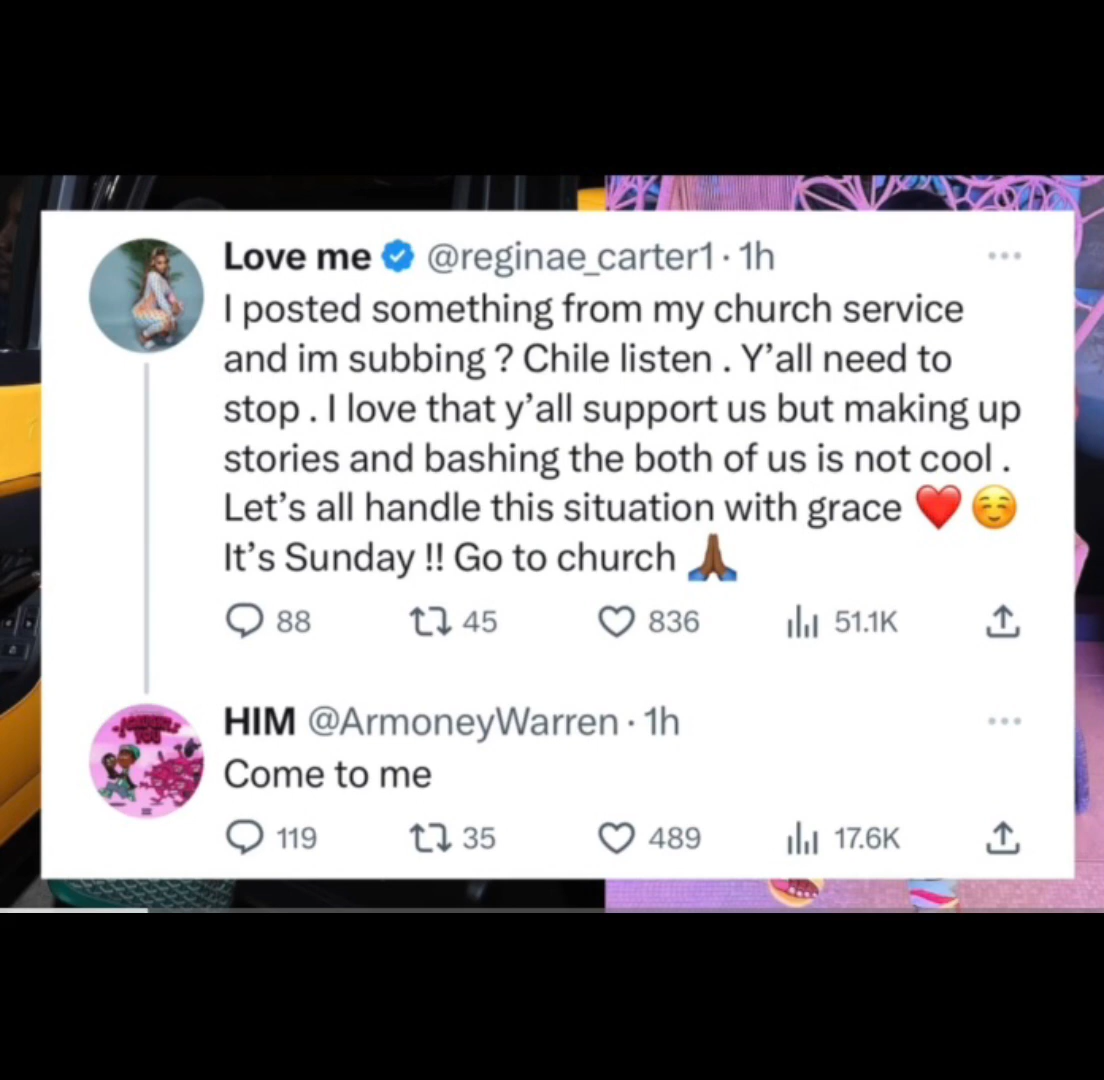 Love me @reginae_carter1 · 1h
I posted something from my church service
and im subbing ? Chile listen . Y’all need to
stop . I love that y’all support us but making up
stories and bashing the both of us is not cool .
Let’s all handle this situation with grace ❤️ ☺️
It’s Sunday !! Go to church 🙏🏾
88 45 836 51.1K
HIM @ArmoneyWarren · 1h
Come to me
119 35 489 17.6K